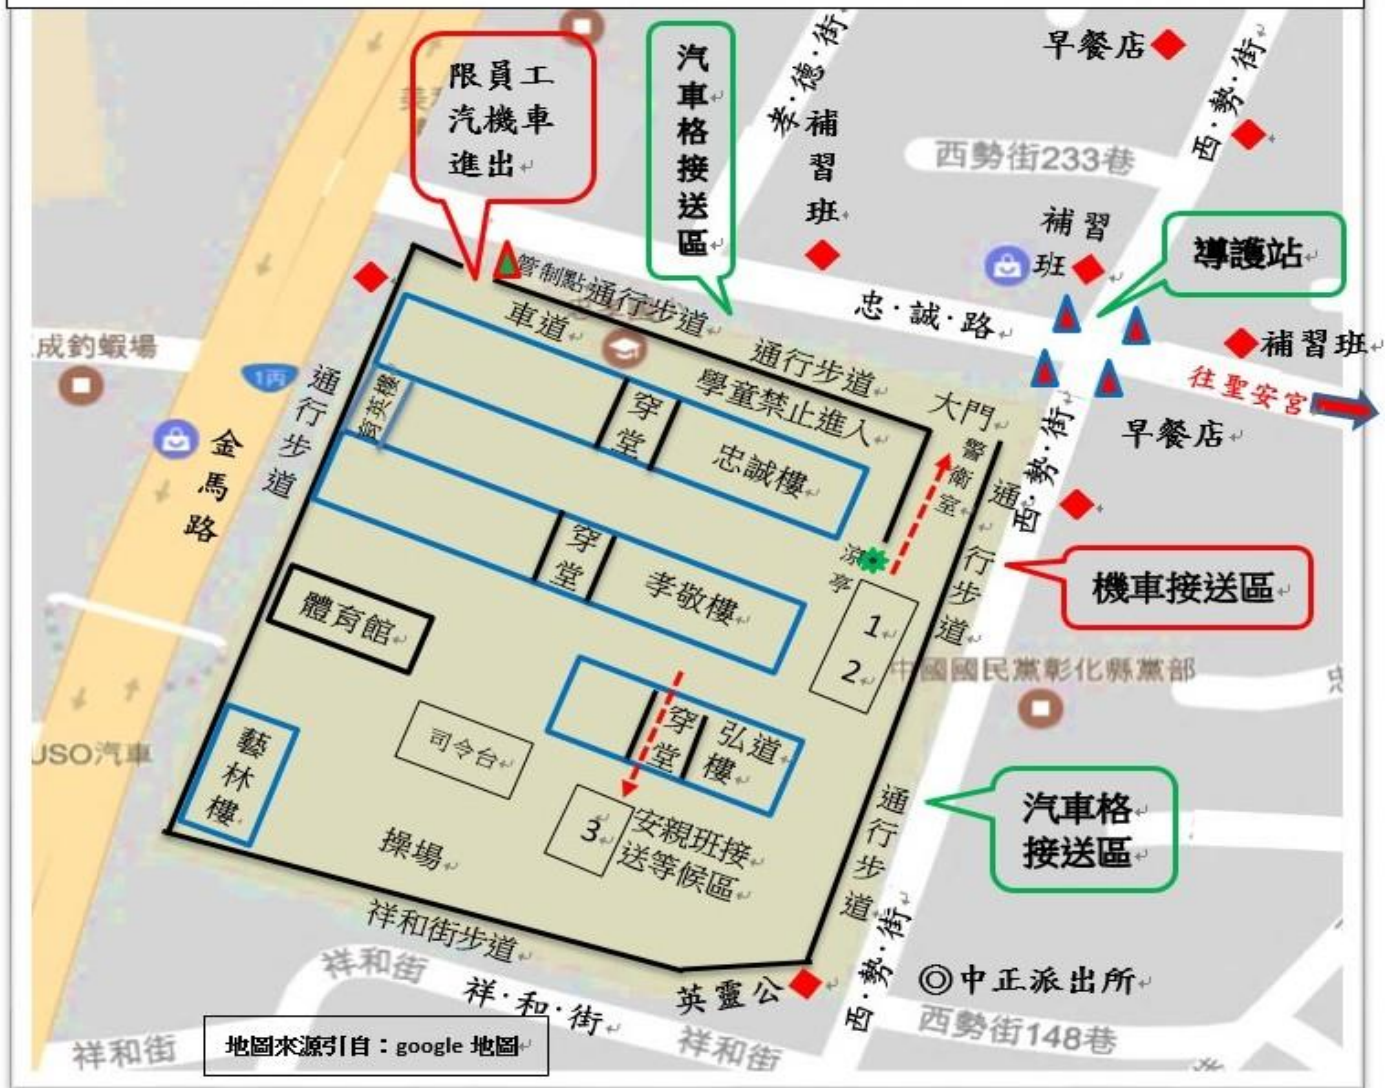 限員工
汽機車
進出
汽車格接送區
孝·德·街
補習班
早餐店
西·勢·街
西勢街233巷
補習
班
導護站
管制點
通行步道
車道
通行步道
忠·誠·路
補習班
往聖安宮
成釣蝦場
1丙
通行步道
金馬路
育英樓
穿堂
學童禁止進入
忠誠樓
大門
警衛室
早餐店
西·勢·街
通行步道
涼亭
穿堂
孝敬樓
體育館
1
2
機車接送區
中國國民黨彰化縣黨部
USO汽車
藝林樓
司令台
穿堂
弘道樓
3
安親班接
送等候區
通行步道
汽車格
接送區
操場
祥和街步道
祥和街
祥·和·街
英靈公
西·勢·街
◎中正派出所
西勢街148巷
祥和街
地圖來源引自：google 地圖
祥和街